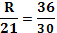 R/21 = 36/30